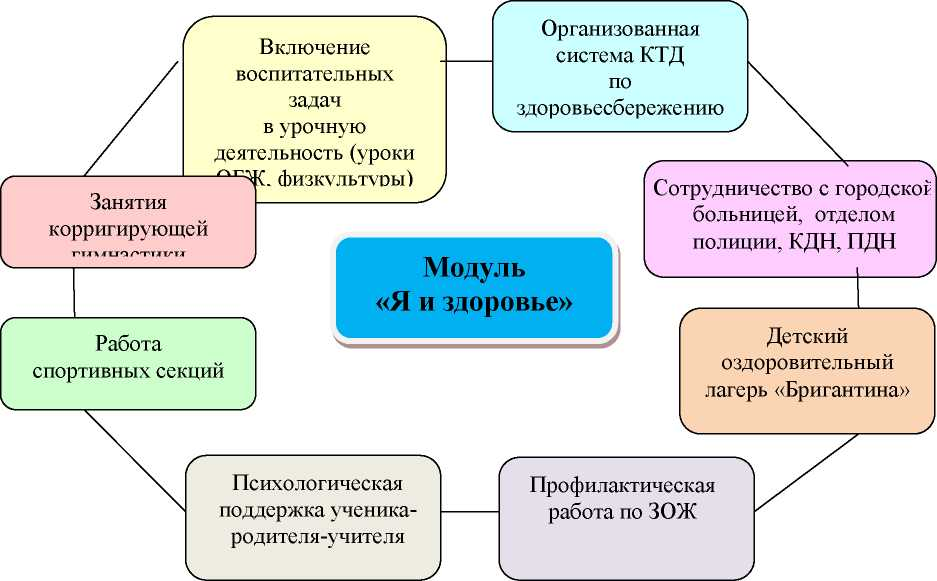 Включение
воспитательных
задач
в урочную
деятельность (уроки
ОБЖ, физкультуры)
Организованная
система КТД
по
здоровьесбережению
Занятия
корригирующей
гимнастики
Сотрудничество с городской
больницей, отделом
полиции, КДН, ПДН
Модуль
«Я и здоровье»
Работа
спортивных секций
Детский
оздоровительный
лагерь «Бригантина»
Психологическая
поддержка ученика-
родителя-учителя
Профилактическая
работа по ЗОЖ